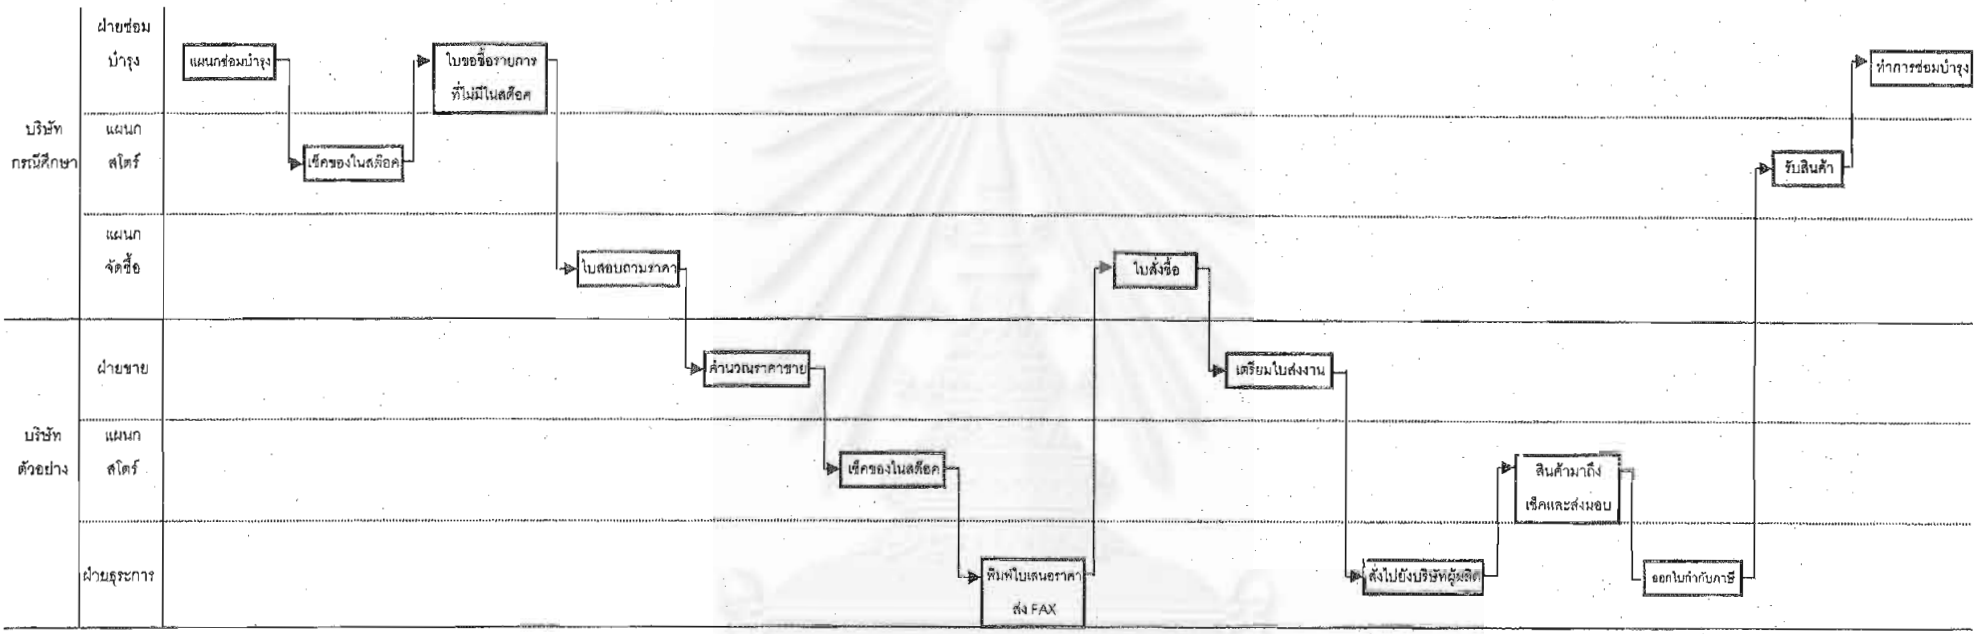 ฝ่ายซ่อม
บำรุง
แผนกซ่อมบำรุง
ใบขอซื้อรายการ
ที่ไม่มีในสต๊อค
ทำการซ่อมบำรุง
บริษัท
กรณีศึกษา
แผนก
สโตร์
เช็คของในสต๊อค
รับสินค้า
แผนก
จัดซื้อ
ใบสอบถามราคา
ใบสั่งซื้อ
ฝ่ายขาย
คำนวณราคาขาย
เตรียมใบส่งงาน
บริษัท
ตัวอย่าง
แผนก
สโตร์
เช็คของในสต๊อค
สินค้ามาถึง
เช็คและส่งมอบ
ฝ่ายธุระการ
พิมพ์ใบเสนอราคา
ส่ง FAX
สั่งไปยังบริษัทผู้ผลิต
ออกใบกำกับภาษี